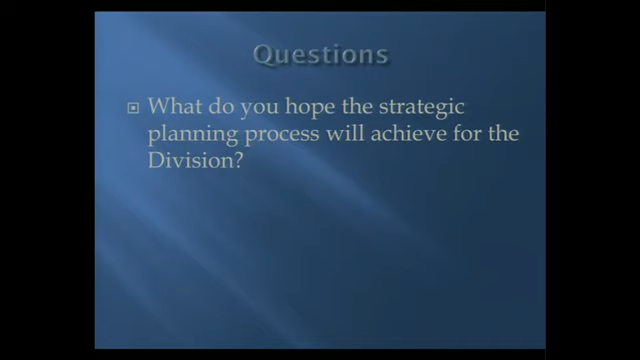 Questions
What do you hope the strategic
planning process will achieve for the
Division?